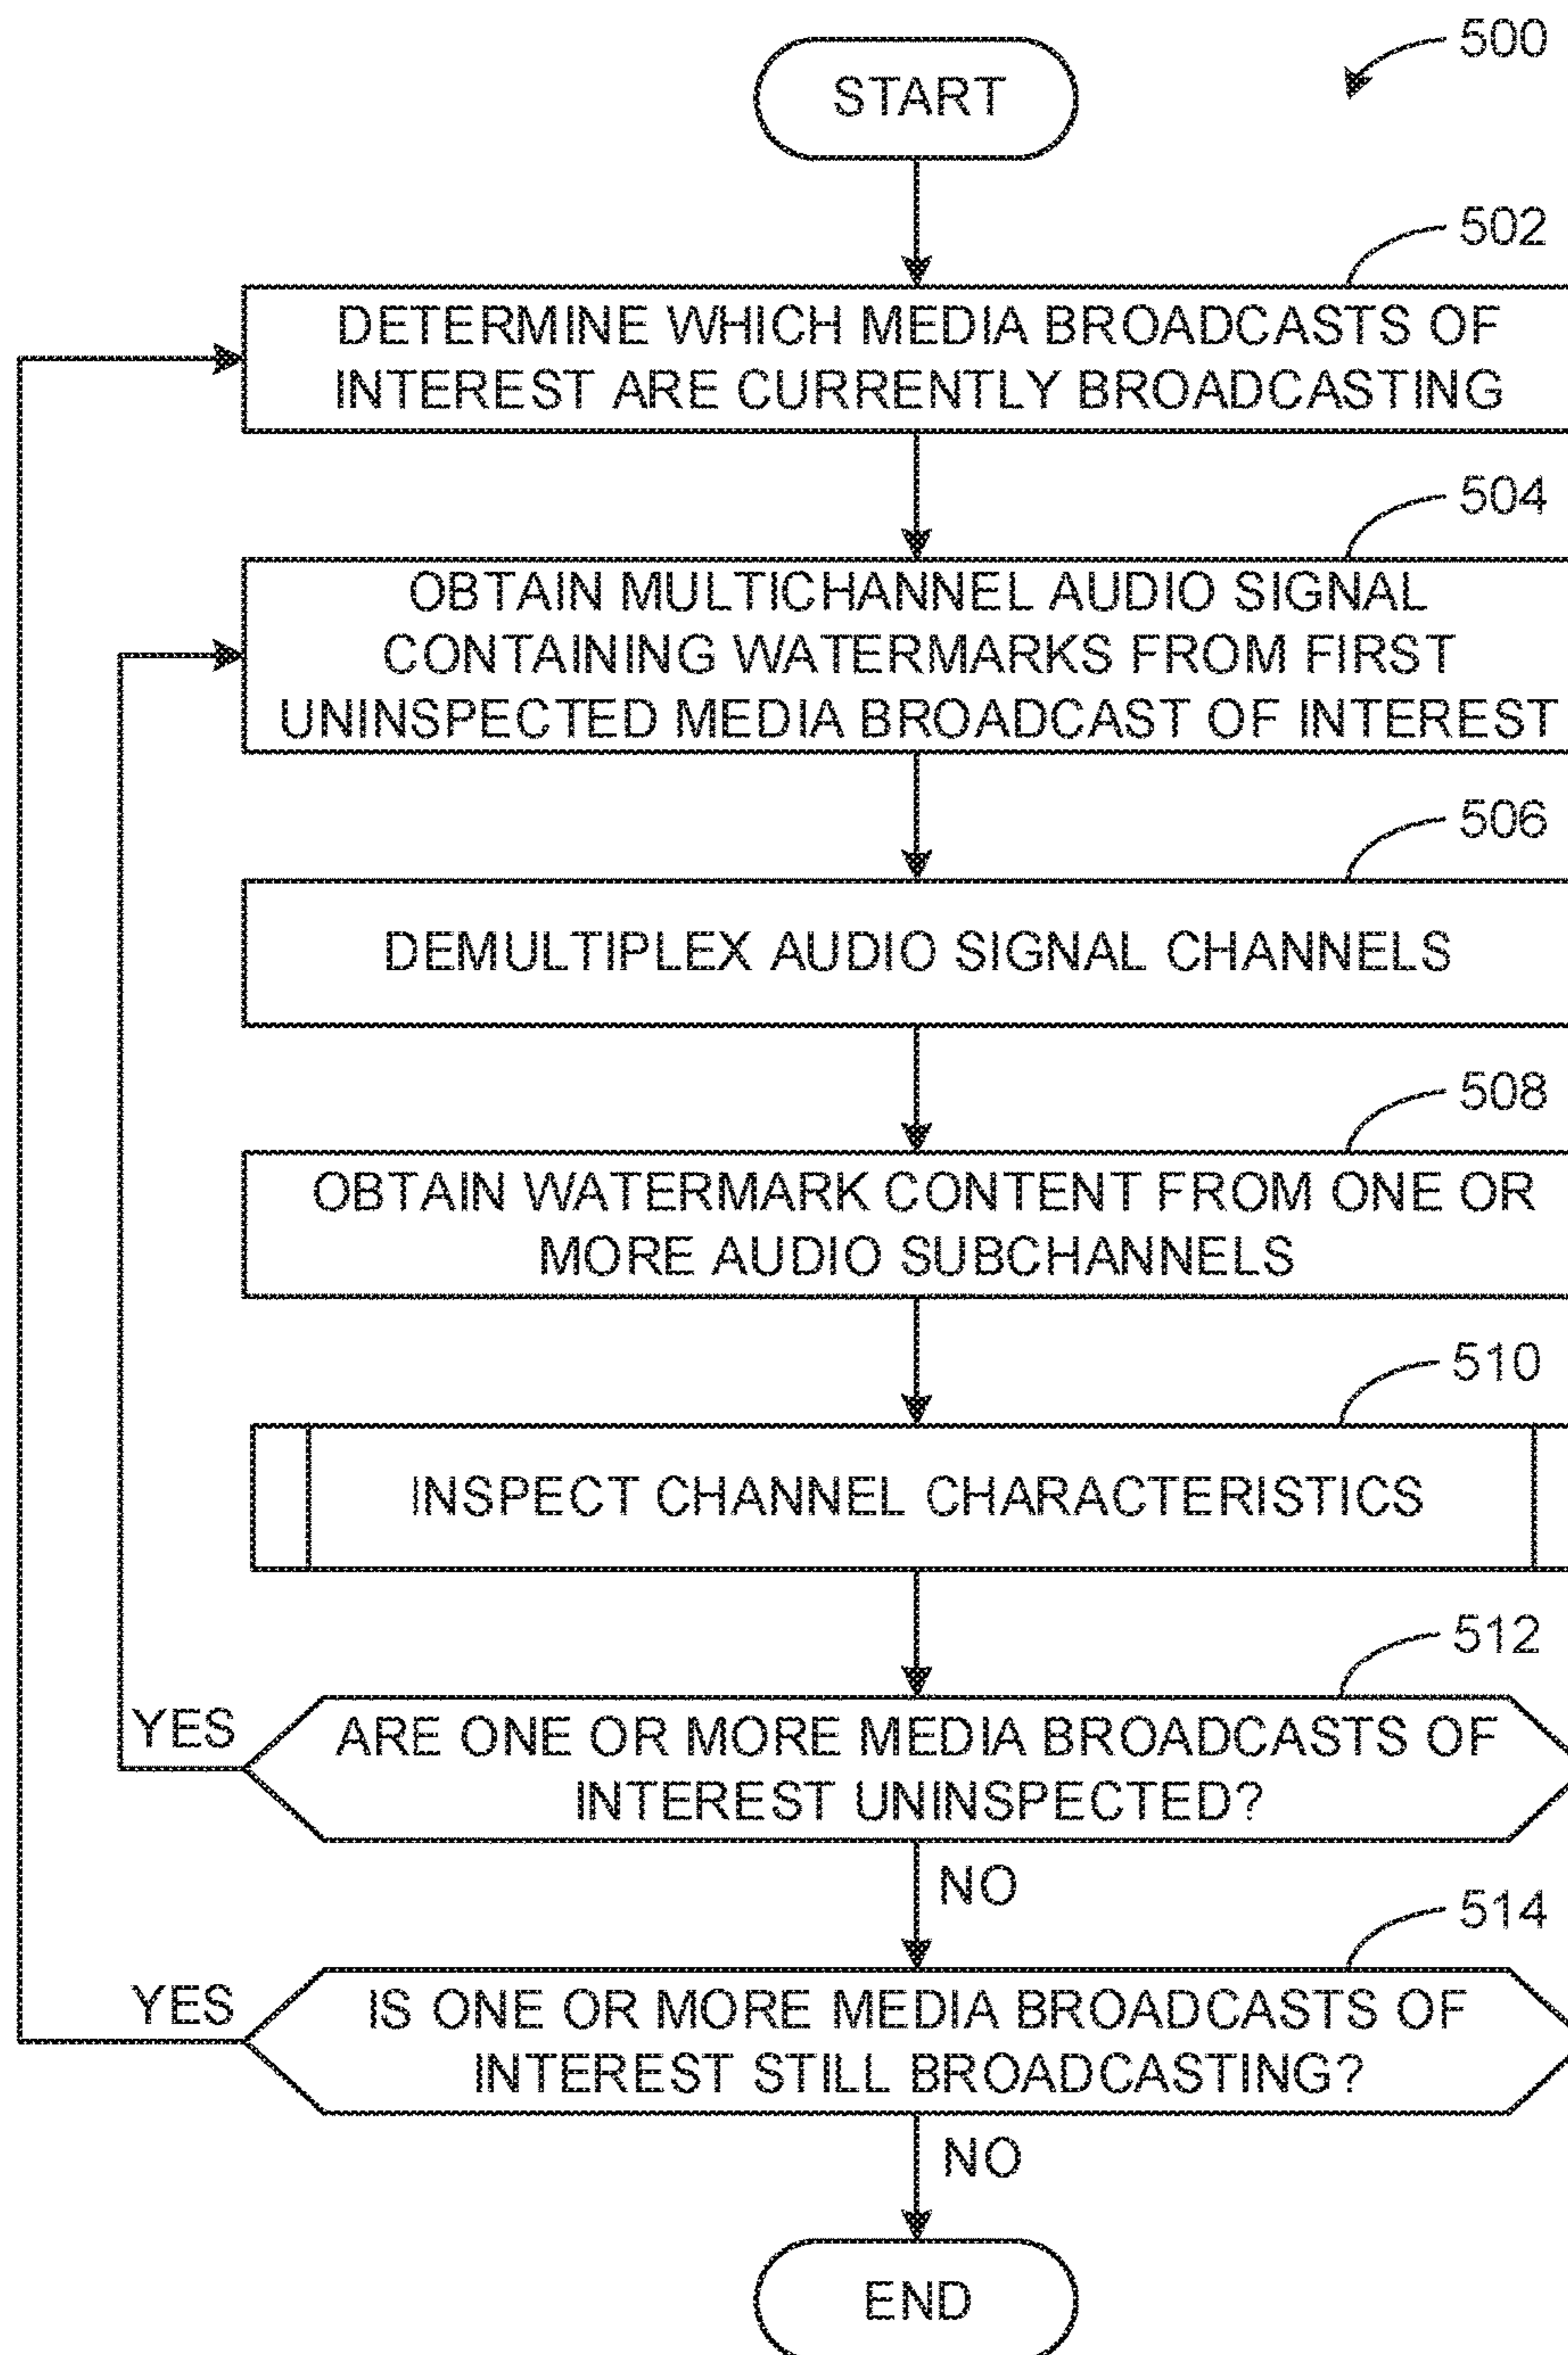 500
START
502
DETERMINE WHICH MEDIA BROADCASTS OF
INTEREST ARE CURRENTLY BROADCASTING
504
OBTAIN MULTICHANNEL AUDIO SIGNAL
CONTAINING WATERMARKS FROM FIRST
UNINSPECTED MEDIA BROADCAST OF INTEREST
506
DEMULTIPLEX AUDIO SIGNAL CHANNELS
508
OBTAIN WATERMARK CONTENT FROM ONE OR
MORE AUDIO SUBCHANNELS
510
INSPECT CHANNEL CHARACTERISTICS
512
YES
ARE ONE OR MORE MEDIA BROADCASTS OF
INTEREST UNINSPECTED?
NO
514
YES
IS ONE OR MORE MEDIA BROADCASTS OF
INTEREST STILL BROADCASTING?
NO
END